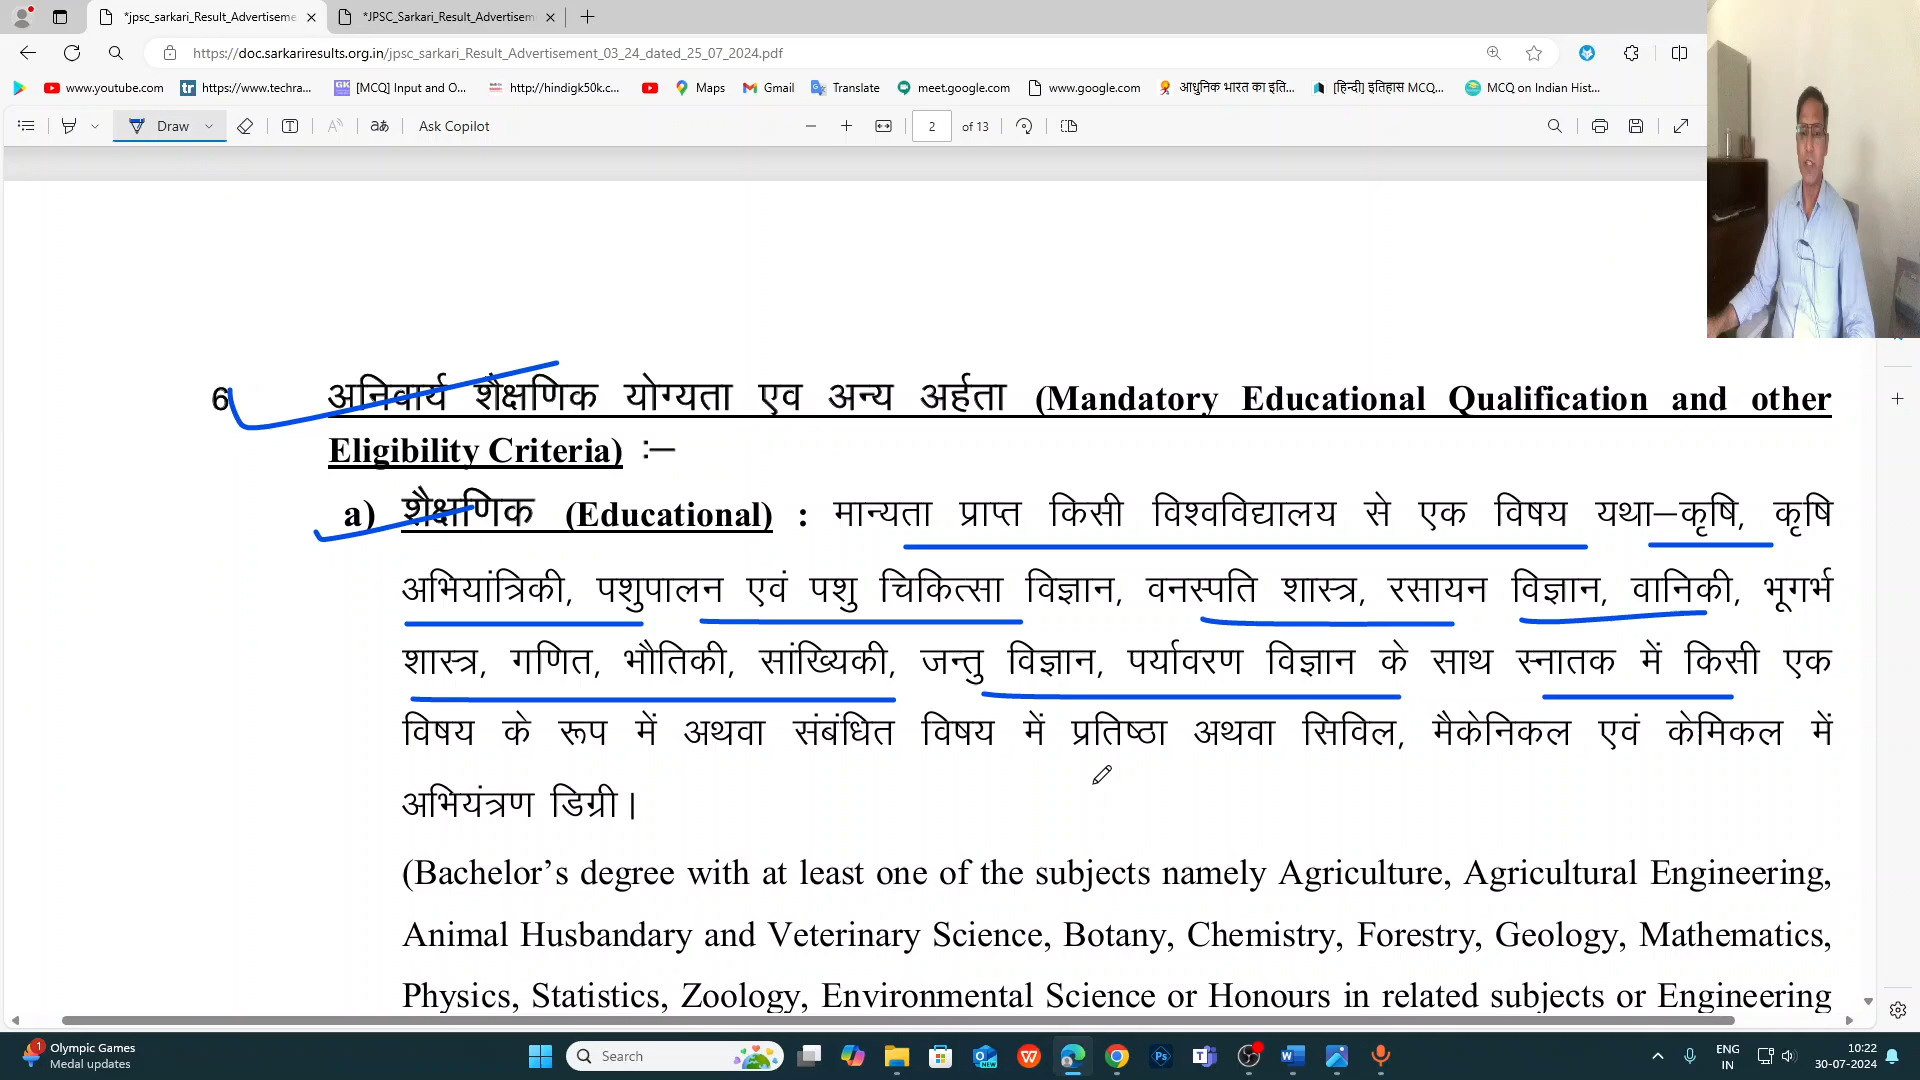 *jpsc_sarkari_Result_Advertiseme
*JPSC_Sarkari_Result_Advertisem
https://doc.sarkariresults.org.in/jpsc_sarkari_Result_Advertisement_03_24_dated_25_07_2024.pdf
www.youtube.com
https://www.techra...
[MCQ] Input and O...
http://hindigk50k.c...
Maps
Gmail
Translate
meet.google.com
www.google.com
आधुनिक भारत का इति...
[हिन्दी] इतिहास MCQ...
MCQ on Indian Hist...
Draw
aあ
Ask Copilot
2 of 13
6 अनिवार्य शैक्षणिक योग्यता एव अन्य अर्हता (Mandatory Educational Qualification and other
Eligibility Criteria) :—
a) शैक्षणिक (Educational) : मान्यता प्राप्त किसी विश्वविद्यालय से एक विषय यथा—कृषि, कृषि
अभियांत्रिकी, पशुपालन एवं पशु चिकित्सा विज्ञान, वनस्पति शास्त्र, रसायन विज्ञान, वानिकी, भूगर्भ
शास्त्र, गणित, भौतिकी, सांख्यिकी, जन्तु विज्ञान, पर्यावरण विज्ञान के साथ स्नातक में किसी एक
विषय के रूप में अथवा संबंधित विषय में प्रतिष्ठा अथवा सिविल, मैकेनिकल एवं केमिकल में
अभियंत्रण डिग्री।
(Bachelor’s degree with at least one of the subjects namely Agriculture, Agricultural Engineering,
Animal Husbandary and Veterinary Science, Botany, Chemistry, Forestry, Geology, Mathematics,
Physics, Statistics, Zoology, Environmental Science or Honours in related subjects or Engineering
1
Olympic Games
Medal updates
Search
ENG
IN
10:22
30-07-2024